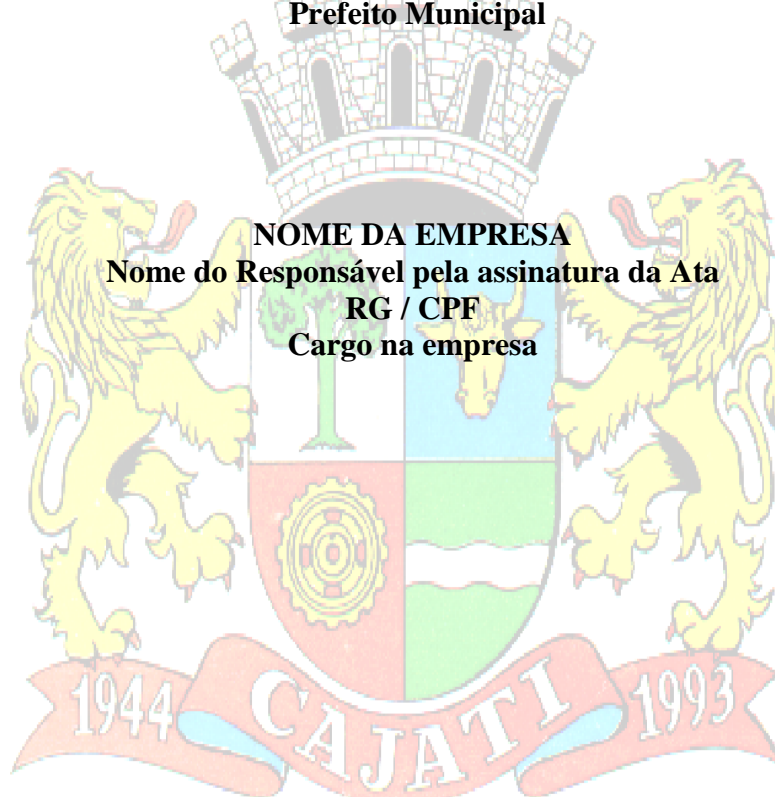 Prefeito Municipal
NOME DA EMPRESA
Nome do Responsável pela assinatura da Ata
RG / CPF
Cargo na empresa
1944 CAJATI 1993